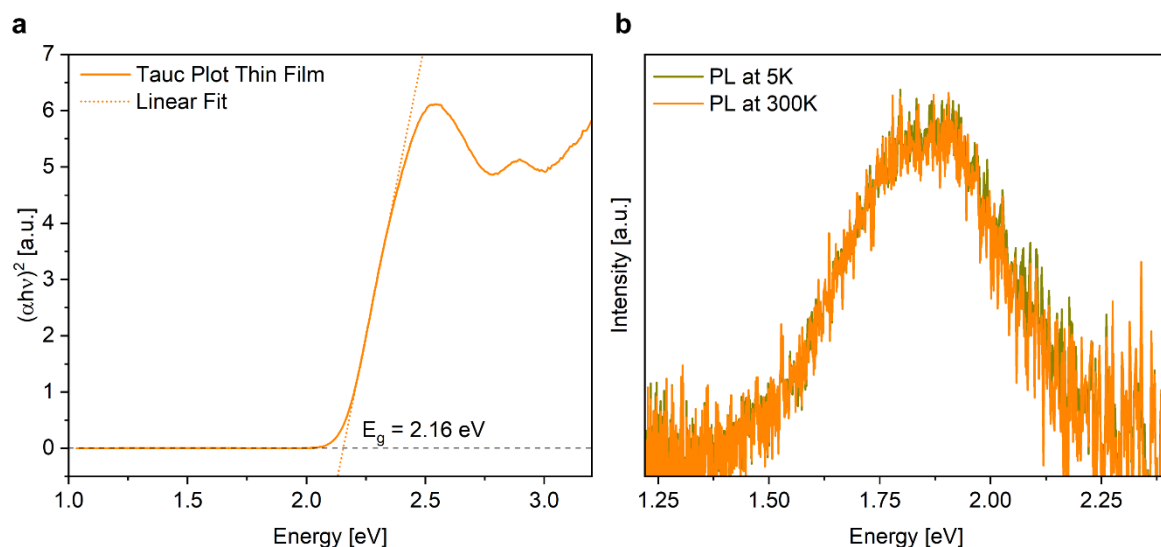 a
7
6
5
4
3
2
1
0
(αhν)²  [a.u.]
Tauc Plot Thin Film
Linear Fit
E_g = 2.16 eV
1.0 1.5 2.0 2.5 3.0
Energy [eV]
b
PL at 5K
PL at 300K
Intensity [a.u.]
1.25 1.50 1.75 2.00 2.25
Energy [eV]